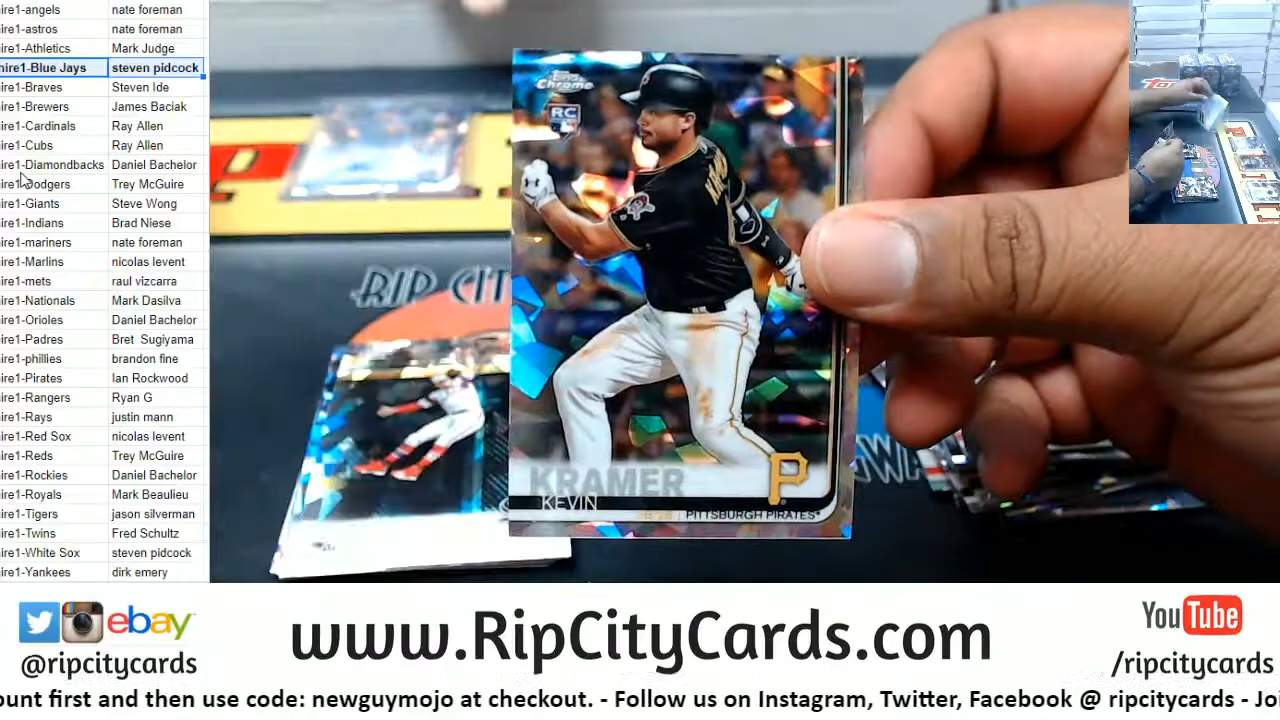 ire1-angels nate foreman
ire1-astros nate foreman
ire1-Athletics Mark Judge
hire1-Blue Jays steven pidcock
ire1-Braves Steven Ide
ire1-Brewers James Baciak
ire1-Cardinals Ray Allen
ire1-Cubs Ray Allen
ire1-Diamondbacks Daniel Bachelor
ire1-Dodgers Trey McGuire
ire1-Giants Steve Wong
ire1-Indians Brad Niese
ire1-mariners nate foreman
ire1-Marlins nicolas levent
ire1-mets raul vizcarra
ire1-Nationals Mark Dasilva
ire1-Orioles Daniel Bachelor
ire1-Padres Bret Sugiyama
ire1-phillies brandon fine
ire1-Pirates Ian Rockwood
ire1-Rangers Ryan G
ire1-Rays justin mann
ire1-Red Sox nicolas levent
ire1-Reds Trey McGuire
ire1-Rockies Daniel Bachelor
ire1-Royals Mark Beaulieu
ire1-Tigers jason silverman
ire1-Twins Fred Schultz
ire1-White Sox steven pidcock
ire1-Yankees dirk emery
Topps Chrome
RC
RIP CIT
KRAMER
KEVIN
P
PITTSBURGH PIRATES
ebay
@ripcitycards
www.RipCityCards.com
YouTube
/ripcitycards
ount first and then use code: newguymojo at checkout. - Follow us on Instagram, Twitter, Facebook @ ripcitycards - Joi